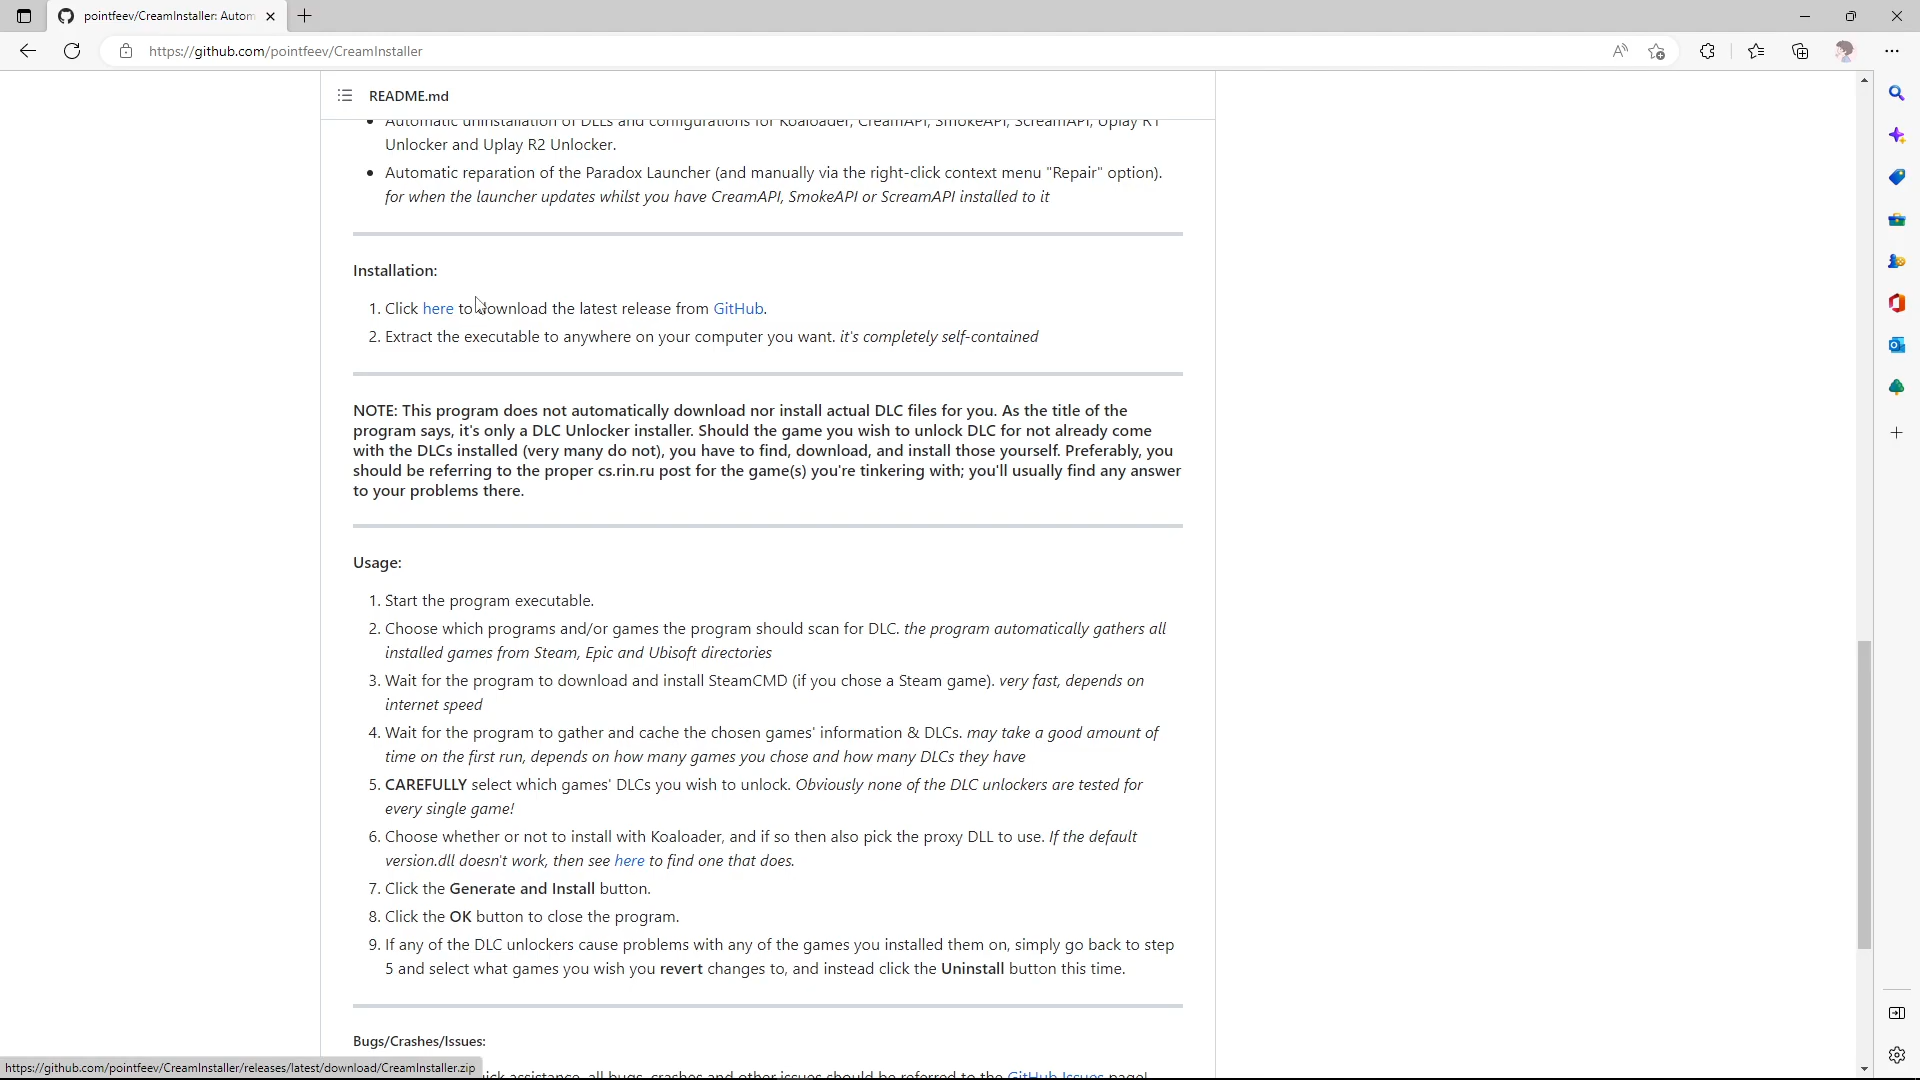 pointfeev/CreamInstaller: Autom
https://github.com/pointfeev/CreamInstaller
README.md
Automatic uninstallation of DLLs and configurations for Koaloader, CreamAPI, SmokeAPI, ScreamAPI, Uplay R1
Unlocker and Uplay R2 Unlocker.
Automatic reparation of the Paradox Launcher (and manually via the right-click context menu "Repair" option).
for when the launcher updates whilst you have CreamAPI, SmokeAPI or ScreamAPI installed to it
Installation:
1. Click here to download the latest release from GitHub.
2. Extract the executable to anywhere on your computer you want. it's completely self-contained
NOTE: This program does not automatically download nor install actual DLC files for you. As the title of the
program says, it's only a DLC Unlocker installer. Should the game you wish to unlock DLC for not already come
with the DLCs installed (very many do not), you have to find, download, and install those yourself. Preferably, you
should be referring to the proper cs.rin.ru post for the game(s) you're tinkering with; you'll usually find any answer
to your problems there.
Usage:
1. Start the program executable.
2. Choose which programs and/or games the program should scan for DLC. the program automatically gathers all
installed games from Steam, Epic and Ubisoft directories
3. Wait for the program to download and install SteamCMD (if you chose a Steam game). very fast, depends on
internet speed
4. Wait for the program to gather and cache the chosen games' information & DLCs. may take a good amount of
time on the first run, depends on how many games you chose and how many DLCs they have
5. CAREFULLY select which games' DLCs you wish to unlock. Obviously none of the DLC unlockers are tested for
every single game!
6. Choose whether or not to install with Koaloader, and if so then also pick the proxy DLL to use. If the default
version.dll doesn't work, then see here to find one that does.
7. Click the Generate and Install button.
8. Click the OK button to close the program.
9. If any of the DLC unlockers cause problems with any of the games you installed them on, simply go back to step
5 and select what games you wish you revert changes to, and instead click the Uninstall button this time.
Bugs/Crashes/Issues:
https://github.com/pointfeev/CreamInstaller/releases/latest/download/CreamInstaller.zip
assistance, all bugs, crashes and other issues should be referred to the GitHub Issues page!